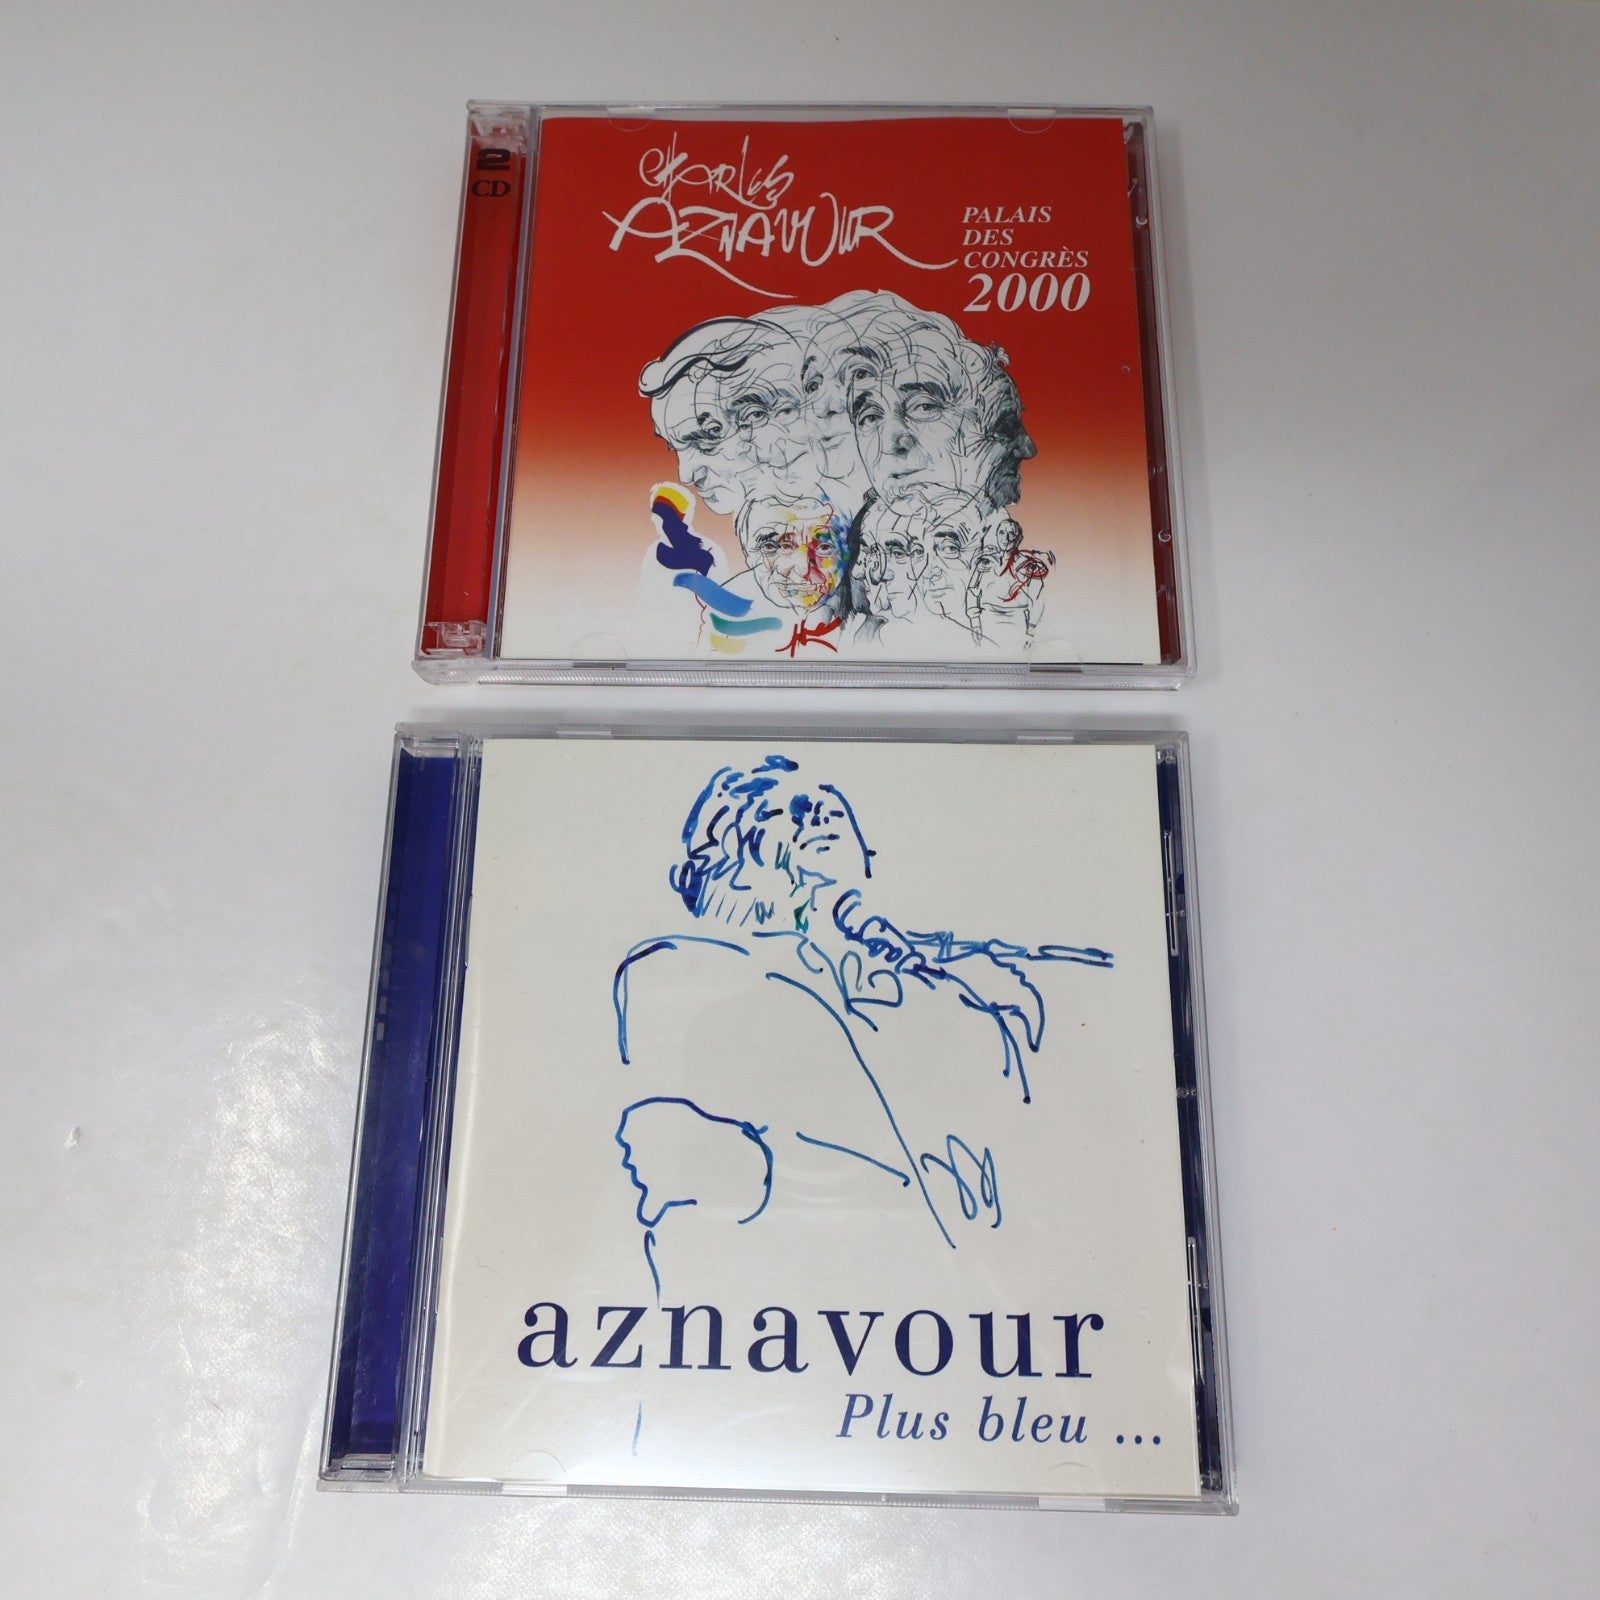 2
CD
CHARLES
AZNAVOUR
PALAIS
DES
CONGRÈS
2000
aznavour
Plus bleu ...